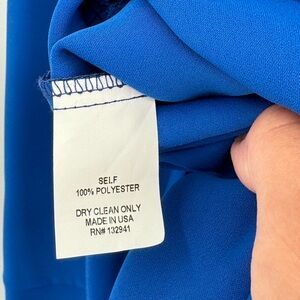 SELF
100% POLYESTER
DRY CLEAN ONLY
MADE IN USA
RN# 132941